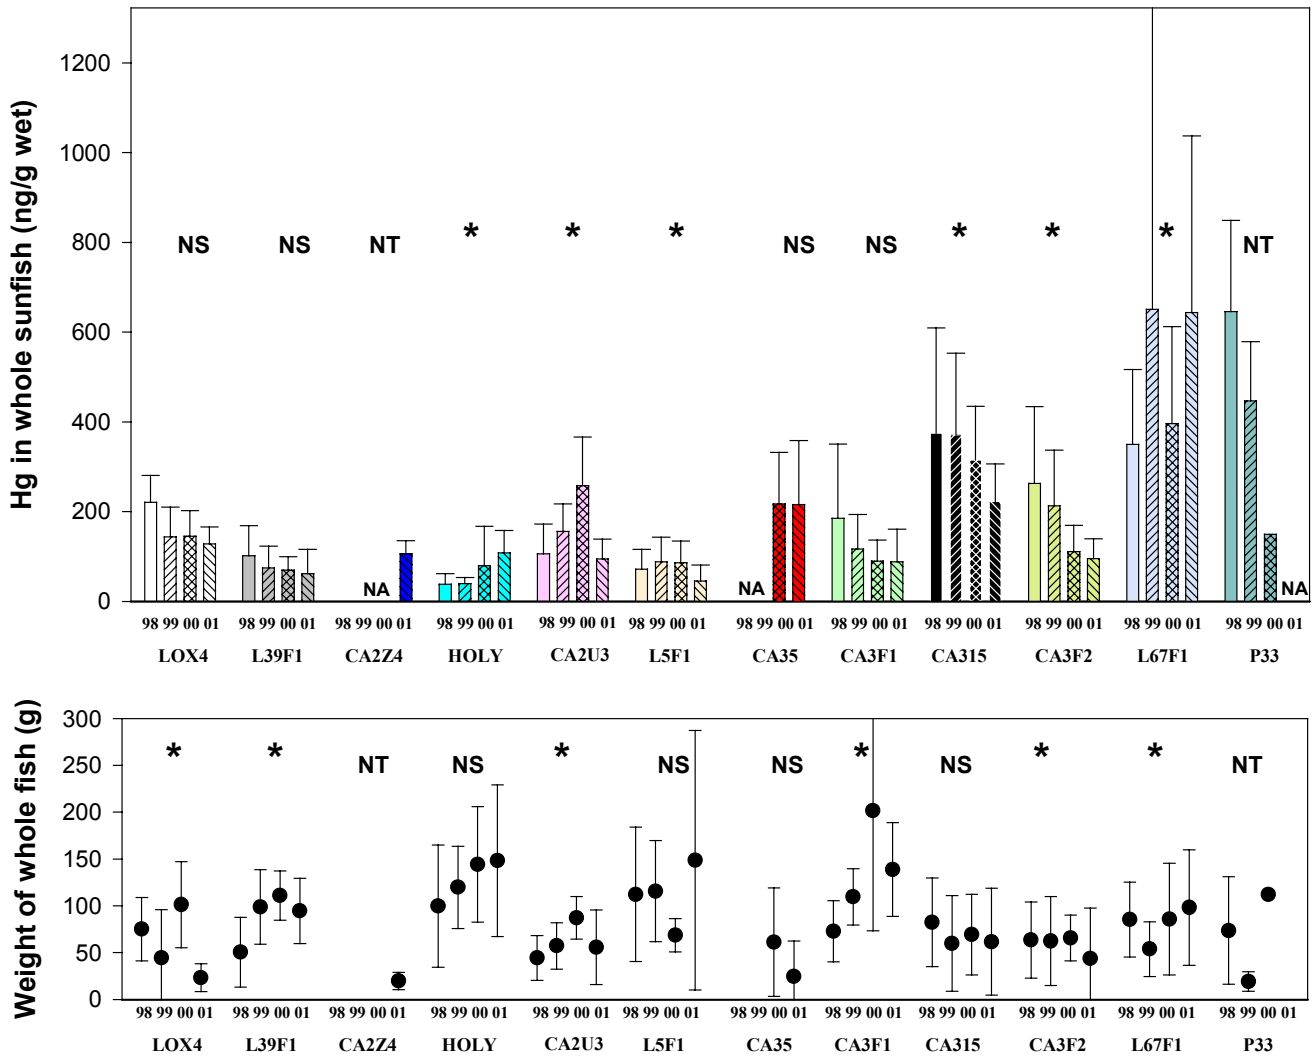 Hg in whole sunfish (ng/g wet)
1200
1000
800
600
400
200
0
NS NS NT * * * NS NS * * * NT
NA NA NA
98 99 00 01 98 99 00 01 98 99 00 01 98 99 00 01 98 99 00 01 98 99 00 01 98 99 00 01 98 99 00 01 98 99 00 01 98 99 00 01 98 99 00 01 98 99 00 01
LOX4 L39F1 CA2Z4 HOLY CA2U3 L5F1 CA35 CA3F1 CA315 CA3F2 L67F1 P33
Weight of whole fish (g)
300
250
200
150
100
50
0
* * NT NS * NS NS * NS * * NT
98 99 00 01 98 99 00 01 98 99 00 01 98 99 00 01 98 99 00 01 98 99 00 01 98 99 00 01 98 99 00 01 98 99 00 01 98 99 00 01 98 99 00 01 98 99 00 01
LOX4 L39F1 CA2Z4 HOLY CA2U3 L5F1 CA35 CA3F1 CA315 CA3F2 L67F1 P33